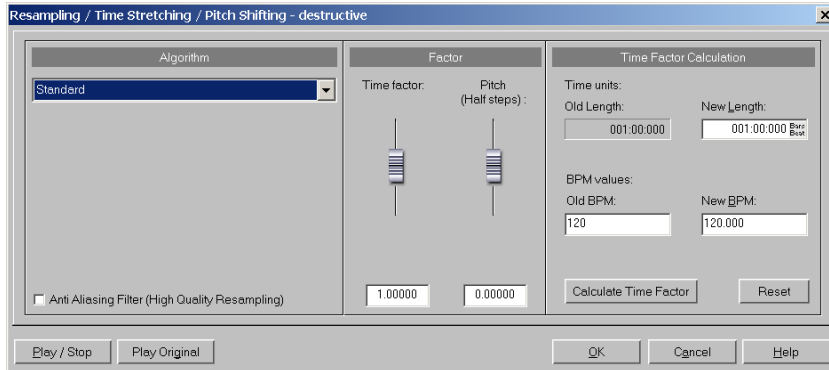 Resampling / Time Stretching / Pitch Shifting - destructive
Algorithm
Standard
Anti Aliasing Filter (High Quality Resampling)
Factor
Time factor:
Pitch
(Half steps) :
1.00000
0.00000
Time Factor Calculation
Time units:
Old Length:
New Length:
001:00:000
001:00:000 Bars
Beat
BPM values:
Old BPM:
New BPM:
120
120.000
Calculate Time Factor
Reset
Play / Stop
Play Original
OK
Cancel
Help